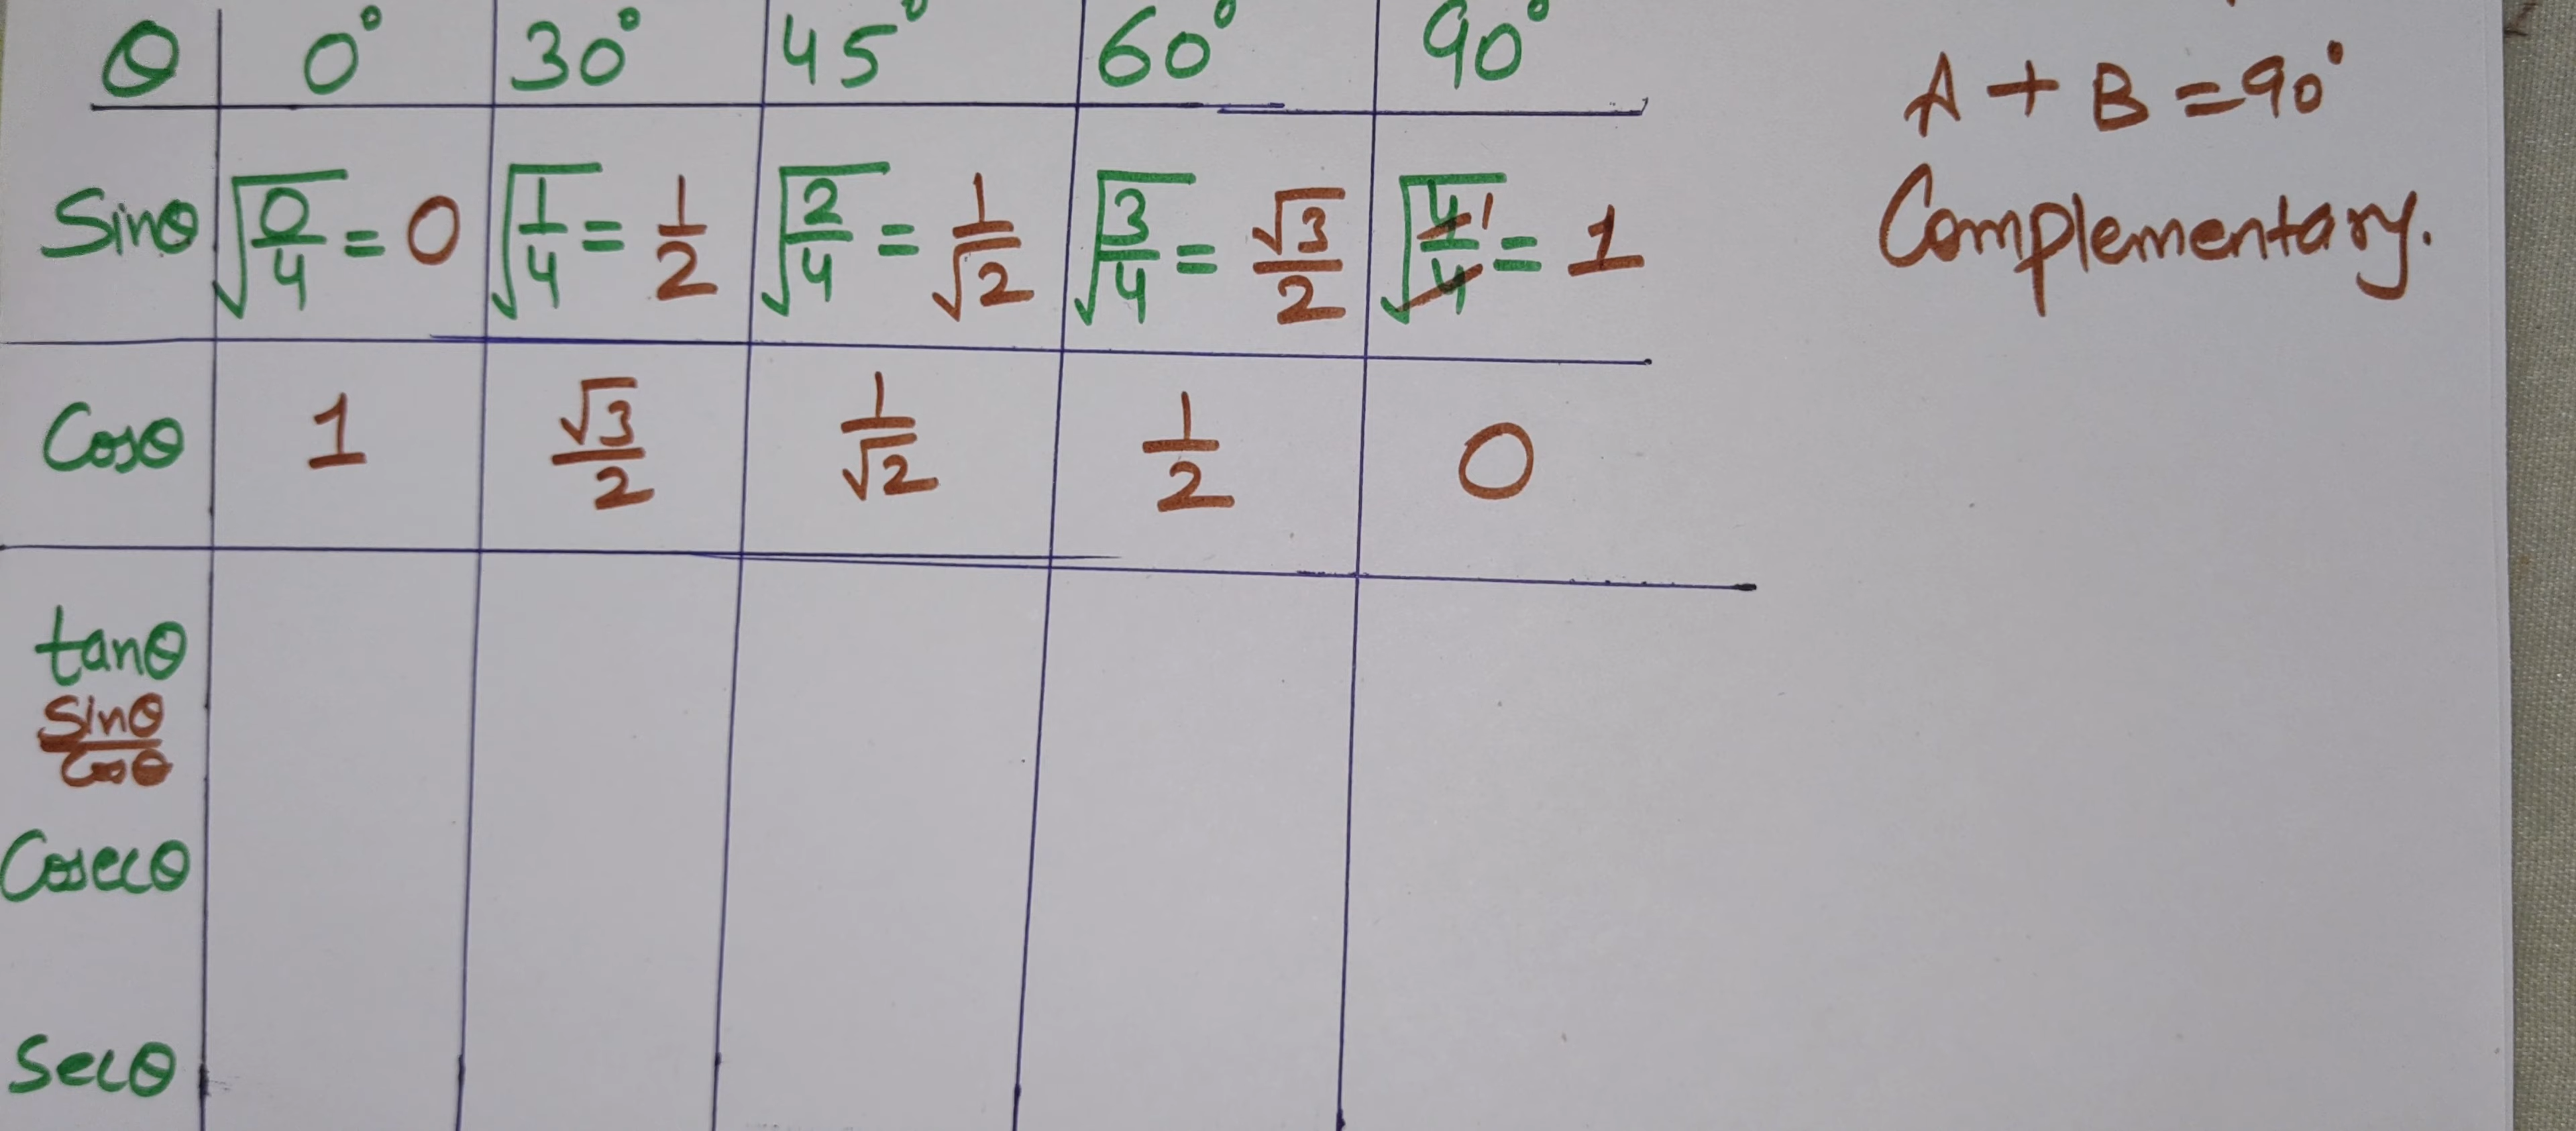 θ 0° 30° 45° 60° 90°
Sinθ √0/4 = 0 √1/4 = 1/2 √2/4 = 1/√2 √3/4 = √3/2 √4/4 1 = 1
Cosθ 1 √3/2 1/√2 1/2 0
tanθ
Sinθ/Cosθ
Cosecθ
Secθ
A + B = 90°
Complementary.